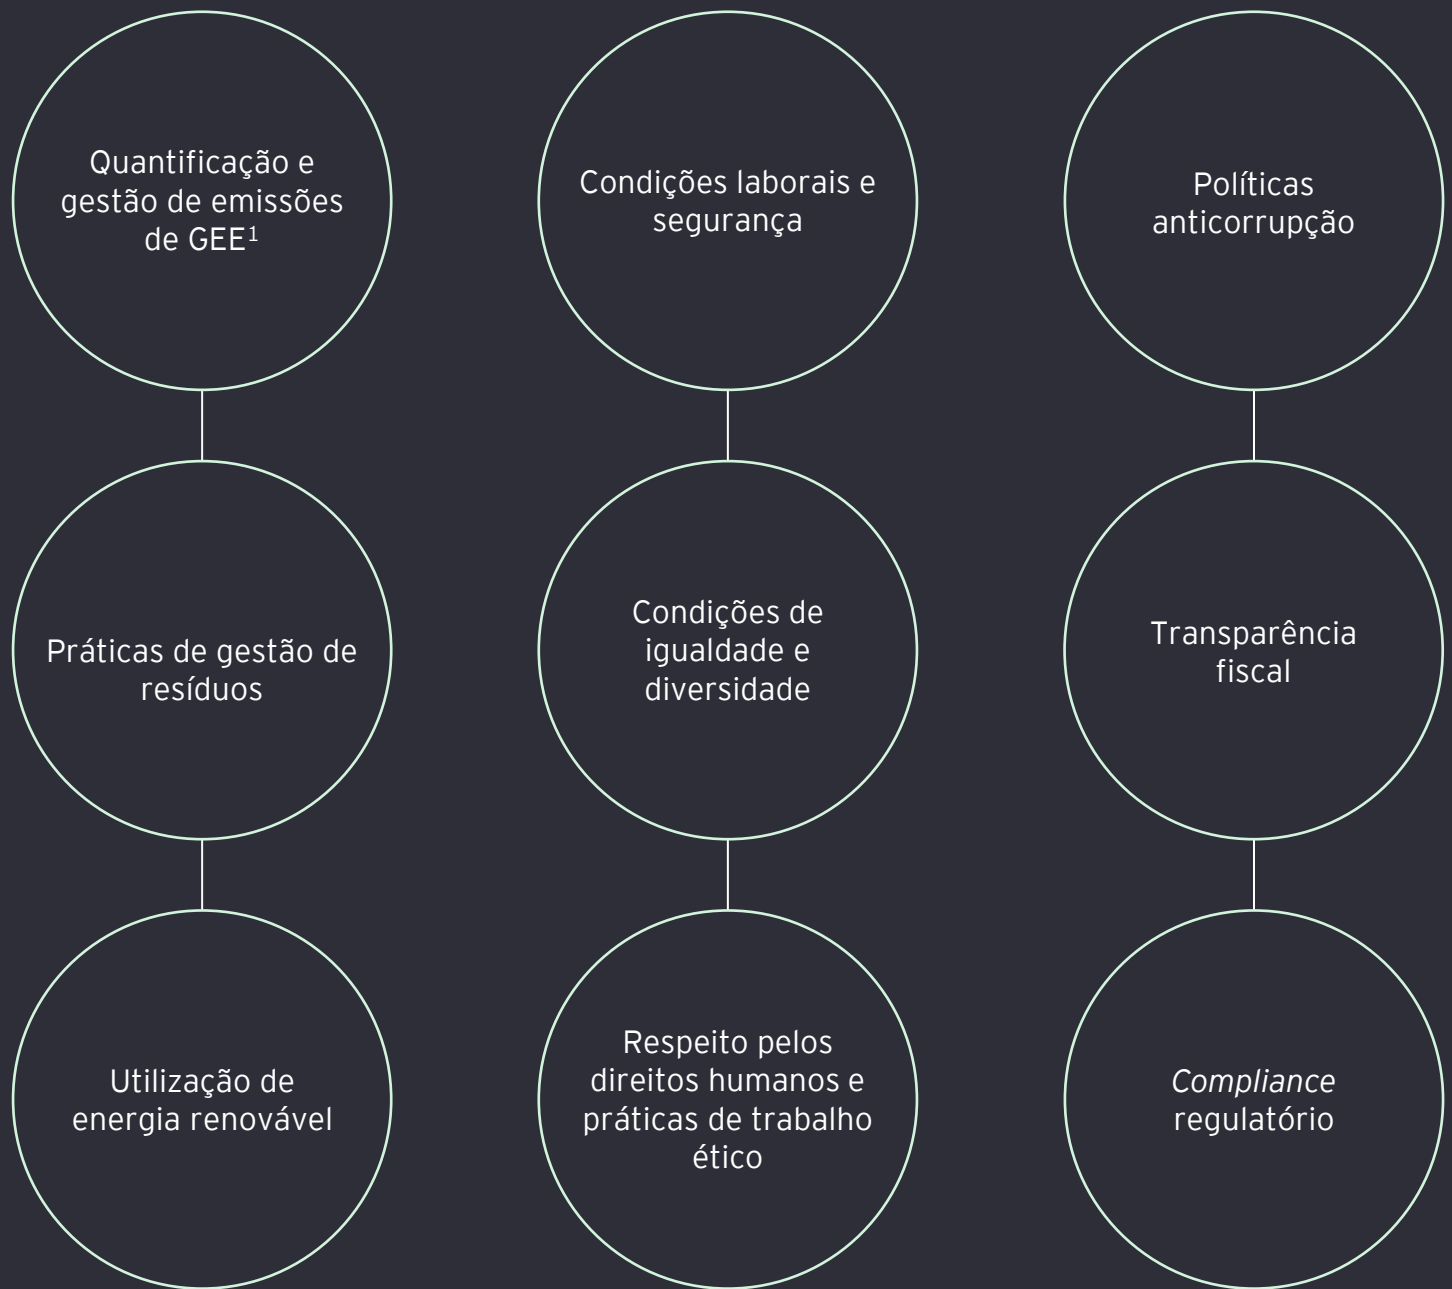 Quantificação e
gestão de emissões
de GEE¹
Condições laborais e
segurança
Políticas
anticorrupção
Práticas de gestão de
resíduos
Condições de
igualdade e
diversidade
Transparência
fiscal
Utilização de
energia renovável
Respeito pelos
direitos humanos e
práticas de trabalho
ético
Compliance
regulatório